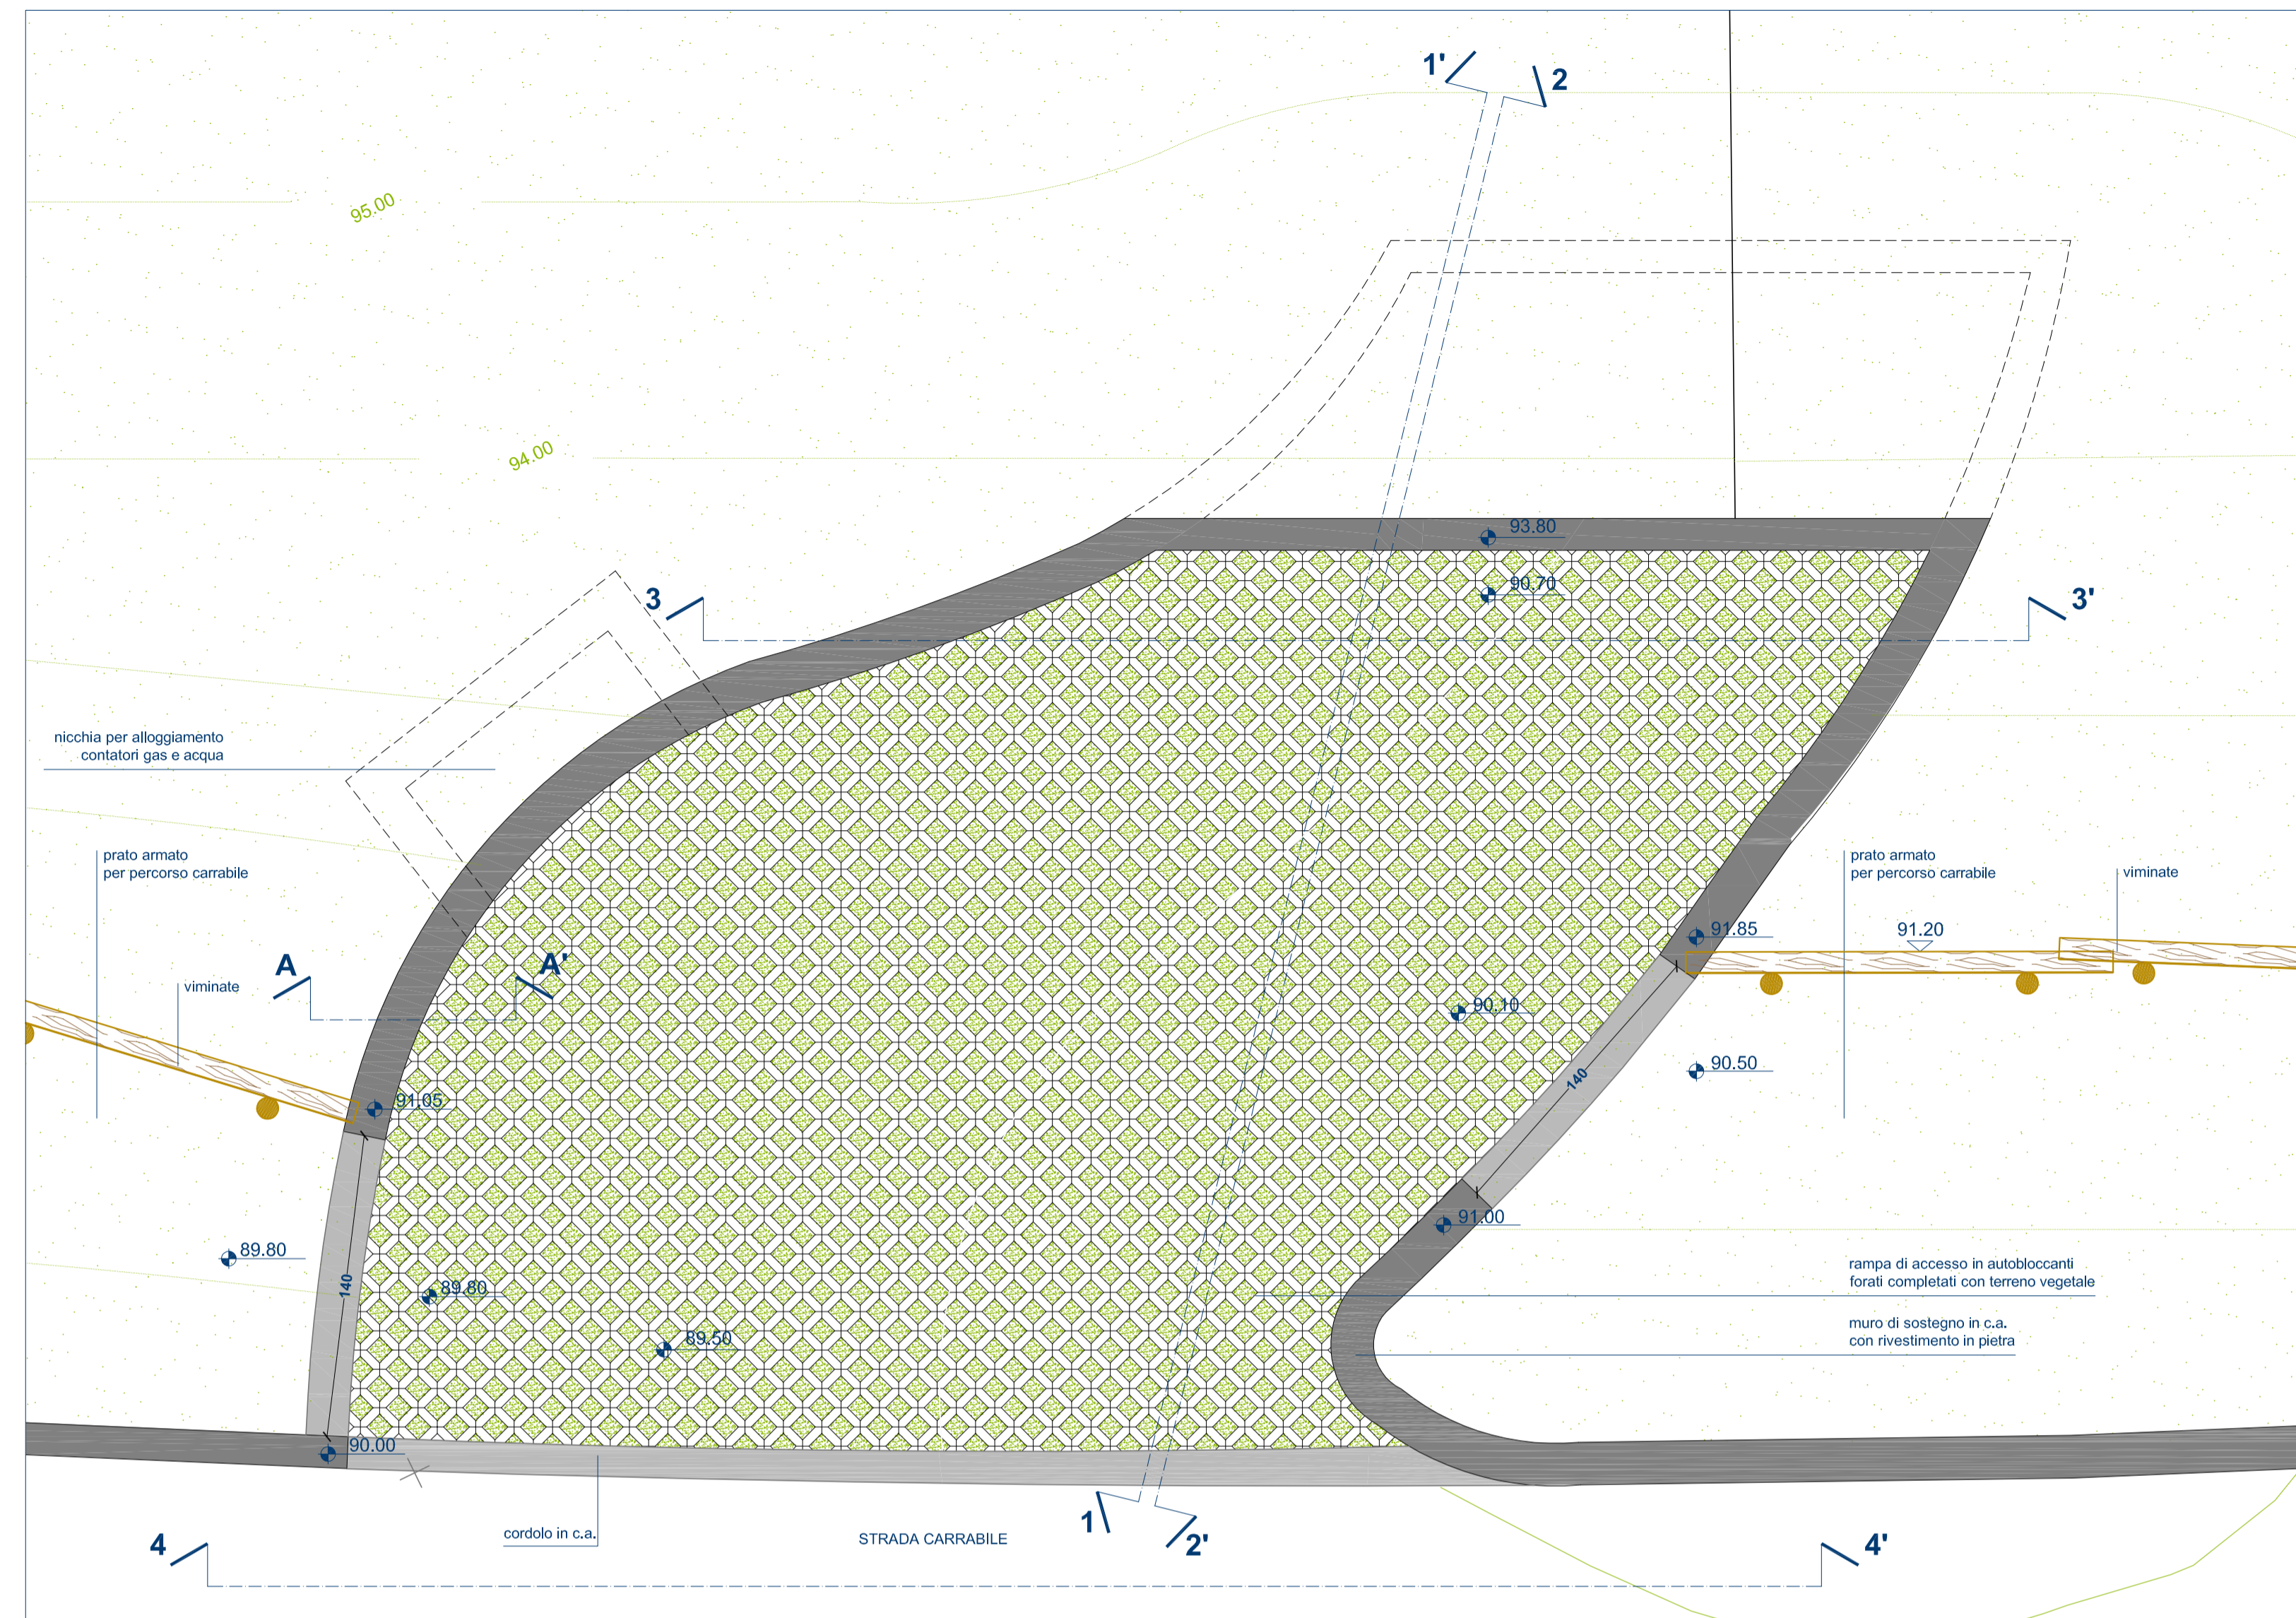 1'
2
95.00
94.00
93.80
90.70
3
3'
nicchia per alloggiamento
contatori gas e acqua
prato armato
per percorso carrabile
prato armato
per percorso carrabile
viminate
91.85
91.20
A
A'
viminate
90.10
90.50
140
91.05
91.00
89.80
89.80
140
rampa di accesso in autobloccanti
forati completati con terreno vegetale
muro di sostegno in c.a.
con rivestimento in pietra
89.50
90.00
cordolo in c.a.
STRADA CARRABILE
1
2'
4
4'